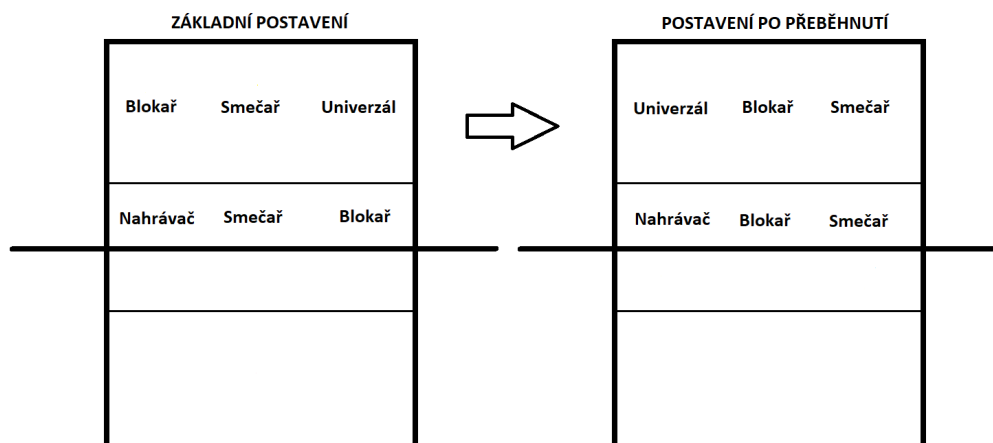 ZÁKLADNÍ POSTAVENÍ
Blokař Smečař Univerzál
Nahrávač Smečař Blokař
POSTAVENÍ PO PŘEBĚHNUTÍ
Univerzál Blokař Smečař
Nahrávač Blokař Smečař